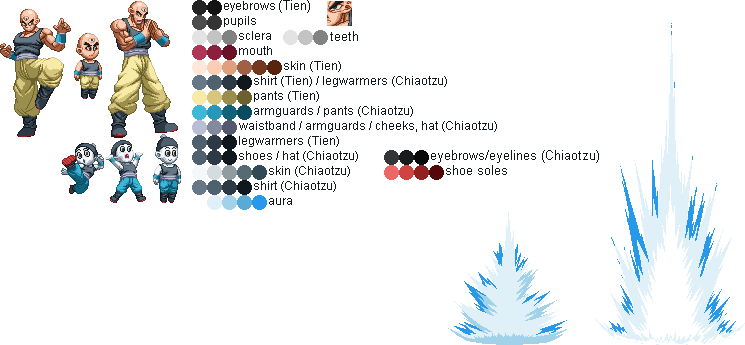 eyebrows (Tien)
pupils
sclera teeth
mouth
skin (Tien)
shirt (Tien) / legwarmers (Chiaotzu)
pants (Tien)
armguards / pants (Chiaotzu)
waistband / armguards / cheeks, hat (Chiaotzu)
legwarmers (Tien)
shoes / hat (Chiaotzu) eyebrows/eyelines (Chiaotzu)
skin (Chiaotzu) shoe soles
shirt (Chiaotzu)
aura